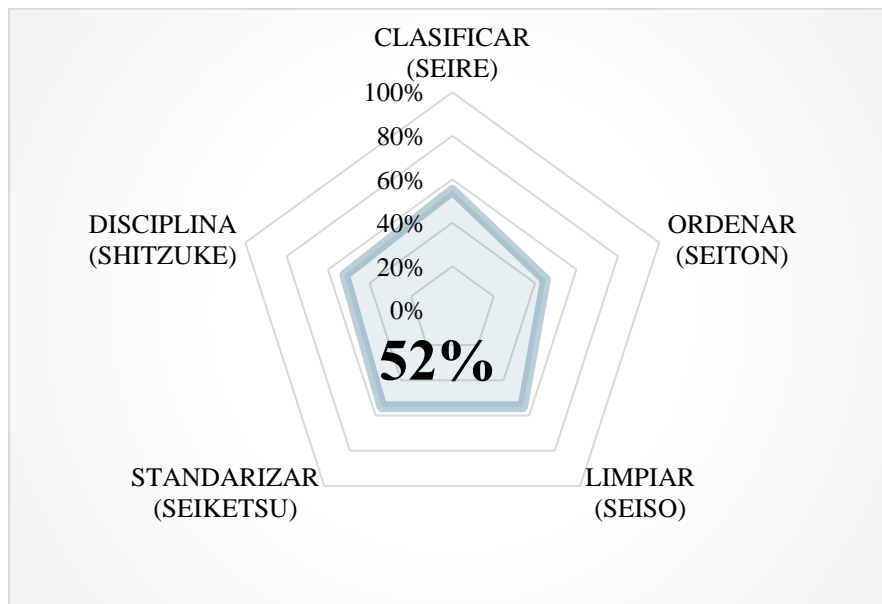 CLASIFICAR
(SEIRE)
100%
80%
60%
40%
20%
0%
ORDENAR
(SEITON)
LIMPIAR
(SEISO)
STANDARIZAR
(SEIKETSU)
DISCIPLINA
(SHITZUKE)
52%